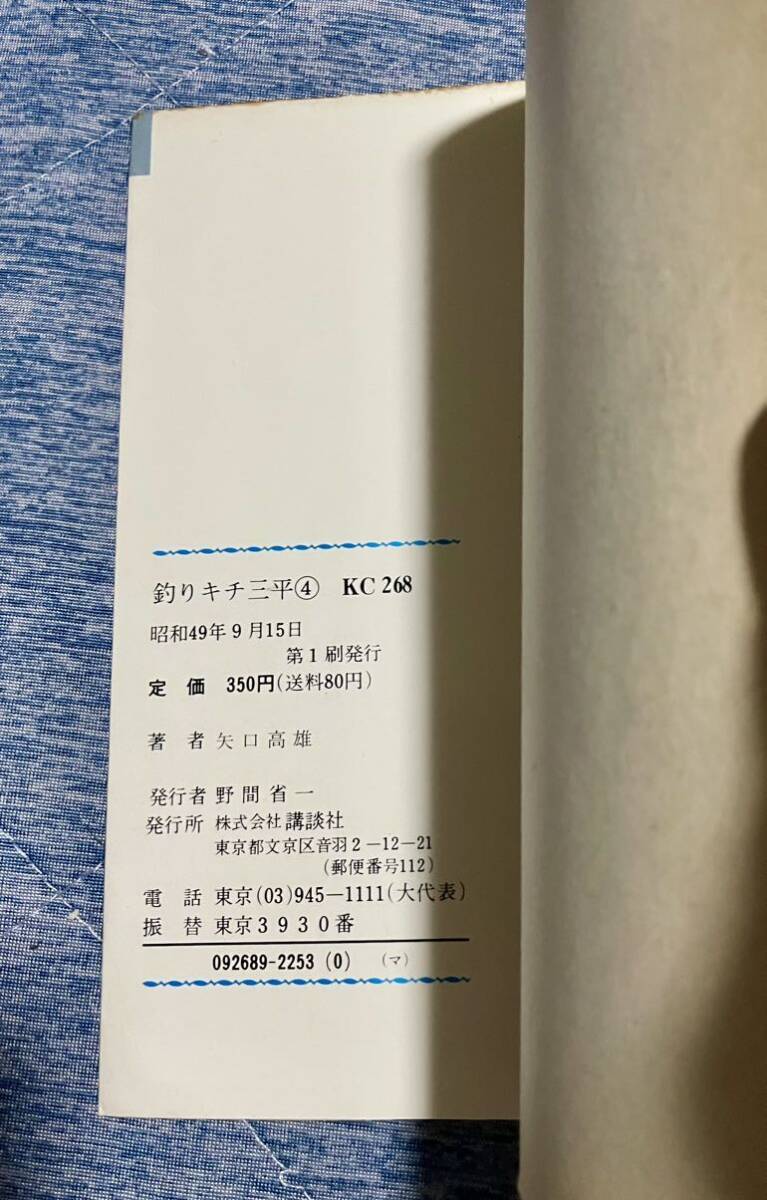 釣りキチ三平④ KC 268
昭和49年9月15日
第1刷発行
定 価 350円(送料80円)
著 者 矢口高雄
発行者 野間省一
発行所 株式会社 講談社
東京都文京区音羽2-12-21
(郵便番号112)
電 話 東京(03)945-1111(大代表)
振 替 東京3930番
092689-2253 (0) (マ)